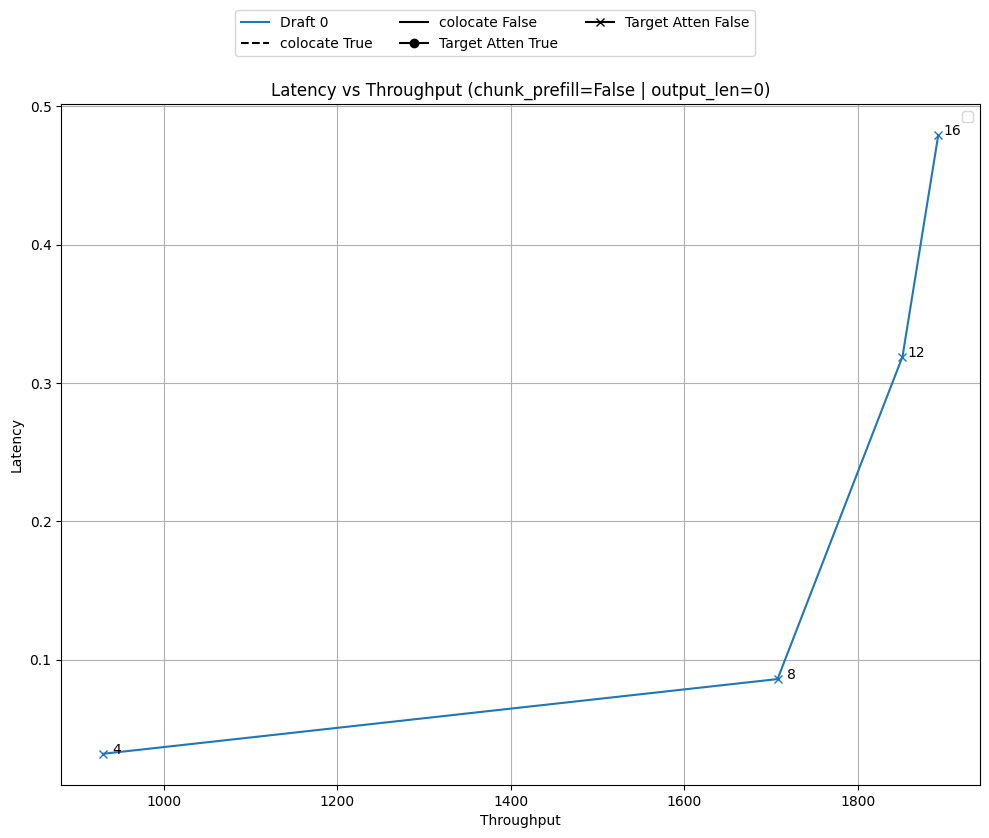 Draft 0
colocate True
colocate False
Target Atten True
Target Atten False
Latency vs Throughput (chunk_prefill=False | output_len=0)
0.5
0.4
0.3
0.2
0.1
Latency
16
12
8
4
1000 1200 1400 1600 1800
Throughput